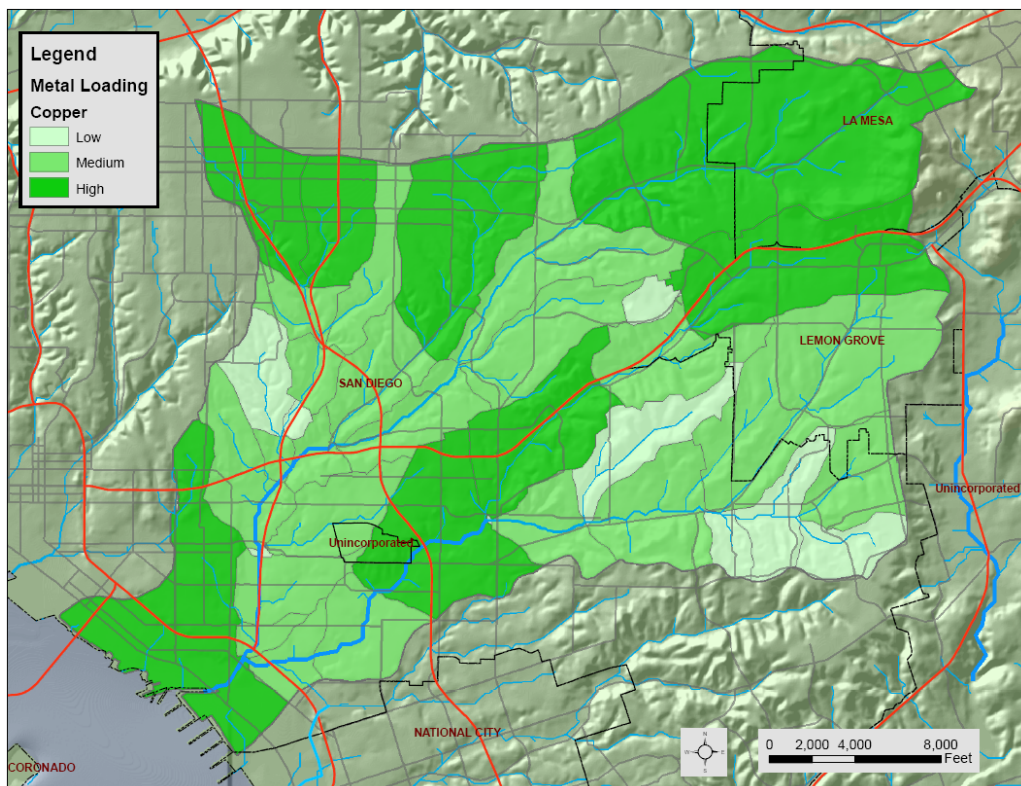 Legend
Metal Loading
Copper
Low
Medium
High
LA MESA
LEMON GROVE
SAN DIEGO
Unincorporated
Unincorporated
NATIONAL CITY
CORONADO
N
W E
S
0 2,000 4,000 8,000
Feet